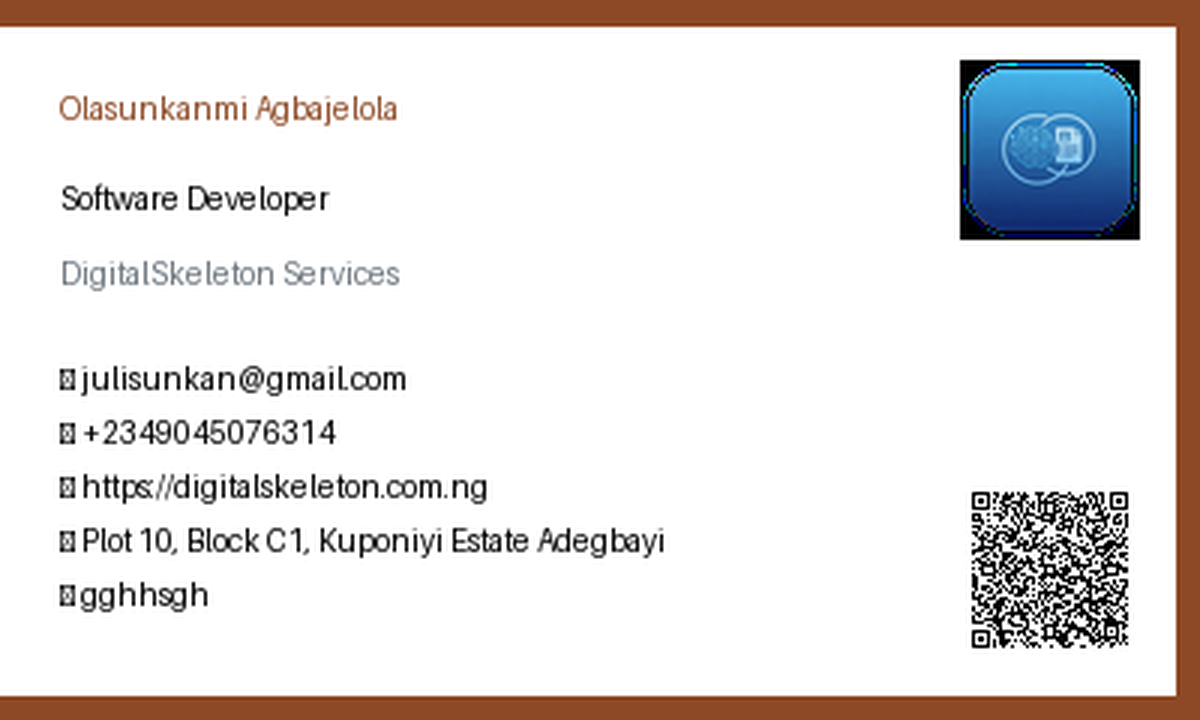 Olasunkanmi Agbajelola
Software Developer
DigitalSkeleton Services
julisunkan@gmail.com
+2349045076314
https://digitalskeleton.com.ng
Plot 10, Block C1, Kuponiyi Estate Adegbayi
gghhsgh